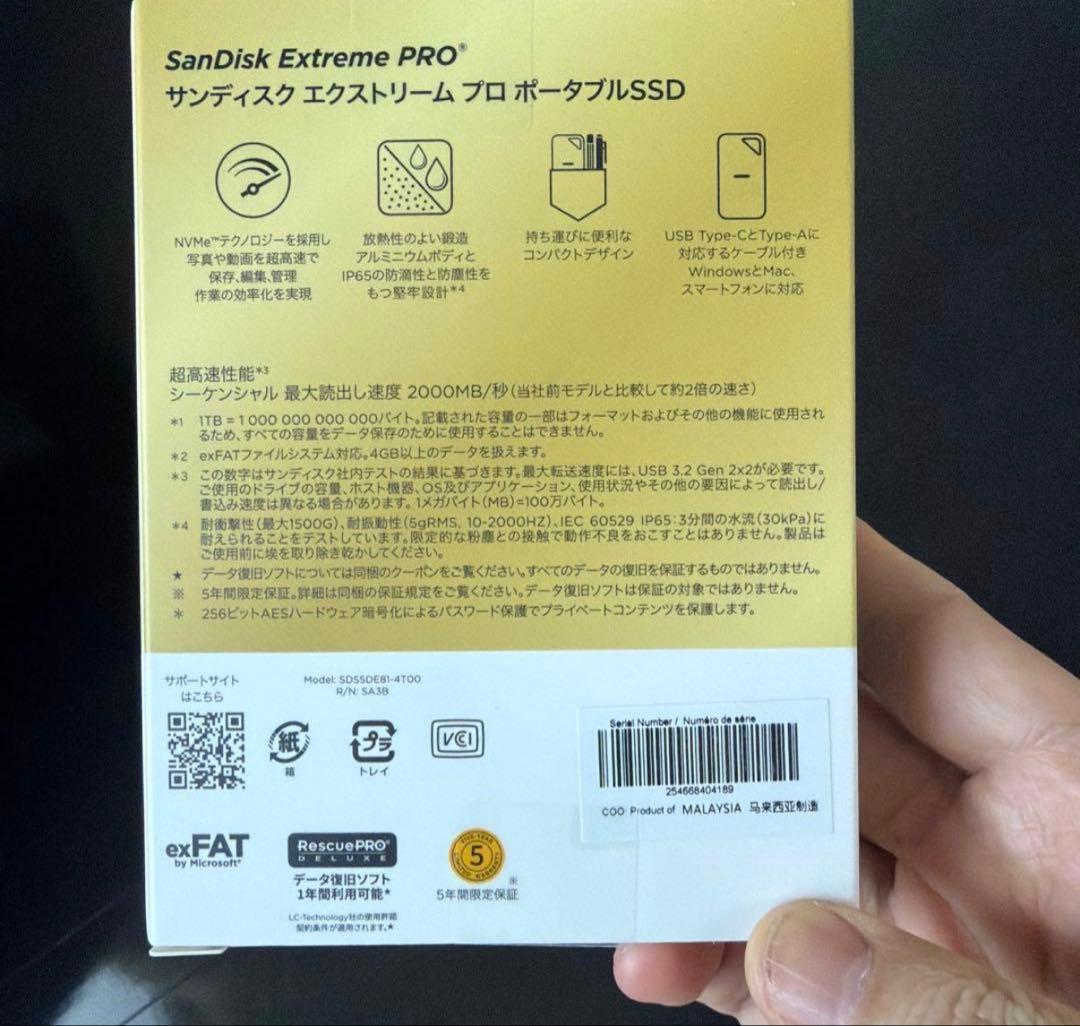 SanDisk Extreme PRO®
サンディスク エクストリーム プロ ポータブルSSD
NVMe™テクノロジーを採用し
写真や動画を超高速で
保存、編集、管理
作業の効率化を実現
放熱性のよい鍛造
アルミニウムボディと
IP65の防滴性と防塵性を
もつ堅牢設計*4
持ち運びに便利な
コンパクトデザイン
USB Type-CとType-Aに
対応するケーブル付き
WindowsとMac、
スマートフォンに対応
超高速性能*3
シーケンシャル 最大読出し速度 2000MB/秒(当社前モデルと比較して約2倍の速さ)
*1 1TB=1 000 000 000 000バイト。記載された容量の一部はフォーマットおよびその他の機能に使用され
るため、すべての容量をデータ保存のために使用することはできません。
*2 exFATファイルシステム対応。4GB以上のデータを扱えます。
*3 この数字はサンディスク社内テストの結果に基づきます。最大転送速度には、USB 3.2 Gen 2x2が必要です。
ご使用のドライブの容量、ホスト機器、OS及びアプリケーション、使用状況やその他の要因によって読出し/
書込み速度は異なる場合があります。1メガバイト(MB)=100万バイト。
*4 耐衝撃性(最大1500G)、耐振動性(5gRMS, 10-2000HZ)、IEC 60529 IP65:3分間の水流(30kPa)に
耐えられることをテストしています。限定的な粉塵との接触で動作不良をおこすことはありません。製品は
ご使用前に埃を取り除き乾かしてください。
★ データ復旧ソフトについては同梱のクーポンをご覧ください。すべてのデータの復旧を保証するものではありません。
※ 5年間限定保証。詳細は同梱の保証規定をご覧ください。データ復旧ソフトは保証の対象ではありません。
* 256ビットAESハードウェア暗号化によるパスワード保護でプライベートコンテンツを保護します。
サポートサイト
はこちら
Model: SDSSDE81-4T00
R/N: SA3B
紙
箱
プラ
トレイ
VCCI
Serial Number / Numéro de série
254668404189
COO: Product of MALAYSIA 马来西亚制造
exFAT
by Microsoft®
RescuePRO®
DELUXE
データ復旧ソフト
1年間利用可能★
LC-Technology社の使用許諾
契約条件が適用されます。★
FIVE-YEAR
5
LIMITED WARRANTY
※
5年間限定保証